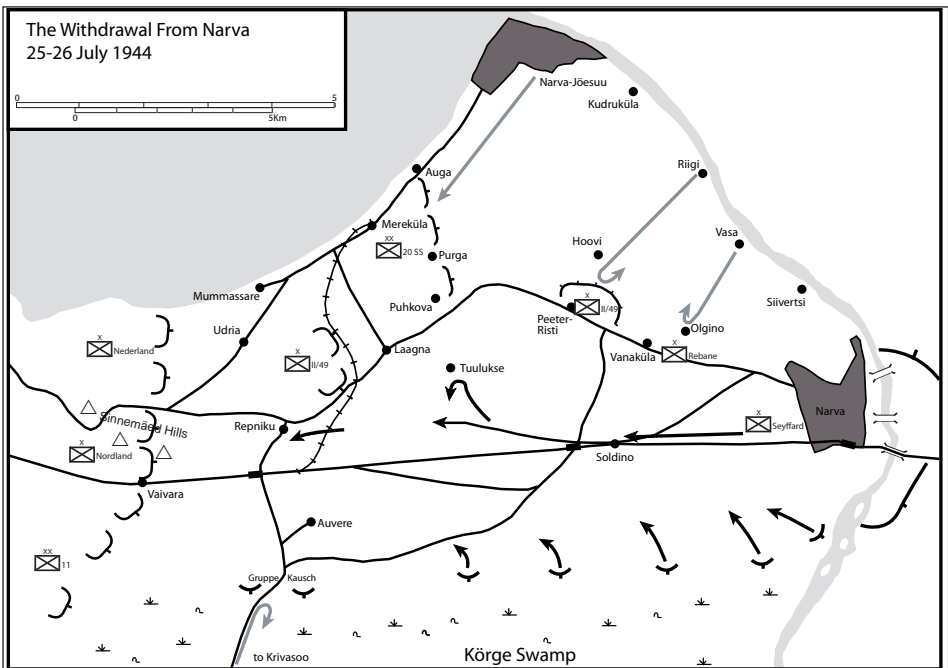 The Withdrawal From Narva
25-26 July 1944
0 5
0 5Km
Narva-Jöesuu
Kudruküla
Auga
Riigi
Mereküla
xx
20 SS
Purga
Hoovi
Vasa
Mummassare
Puhkova
x
II/49
Peeter-
Risti
Siivertsi
Olgino
Udria
x
Nederland
x
II/49
Laagna
Vanaküla
x
Rebane
Tuulukse
Sinnemäed Hills
Narva
Repniku
x
Seyffard
x
Nordland
Soldino
Vaivara
Auvere
xx
11
Gruppe Kausch
to Krivasoo
Körge Swamp